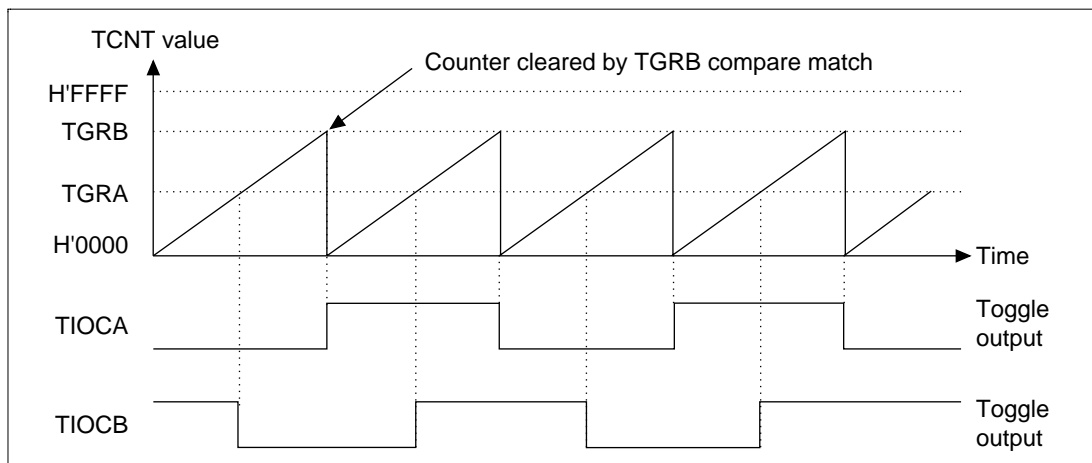 TCNT value
Counter cleared by TGRB compare match
H'FFFF
TGRB
TGRA
H'0000
Time
TIOCA
Toggle
output
TIOCB
Toggle
output